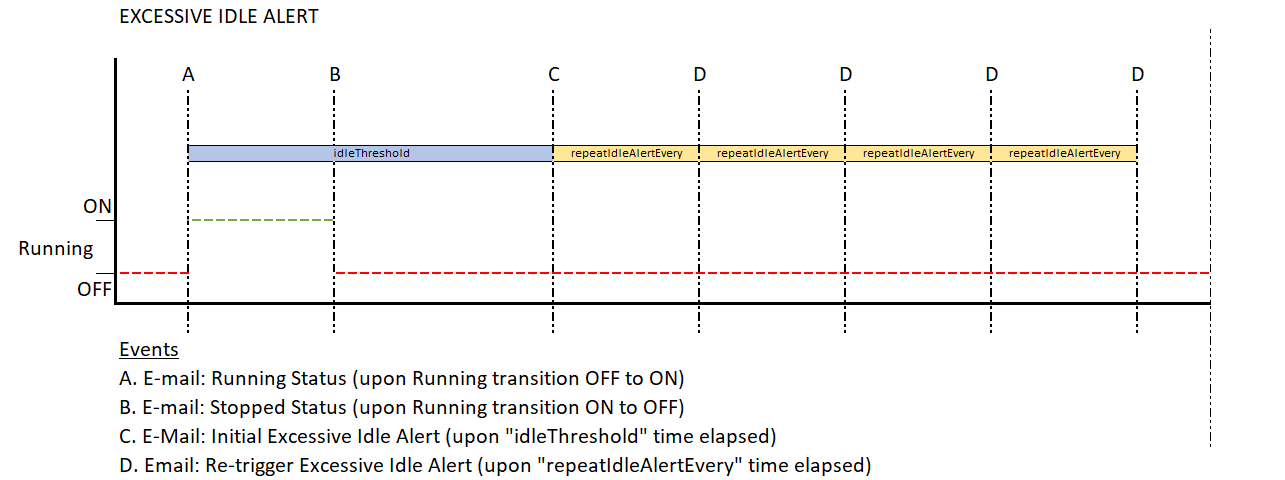 EXCESSIVE IDLE ALERT
A B C D D D D
idleThreshold repeatIdleAlertEvery repeatIdleAlertEvery repeatIdleAlertEvery repeatIdleAlertEvery
ON
Running
OFF
Events
A. E-mail: Running Status (upon Running transition OFF to ON)
B. E-mail: Stopped Status (upon Running transition ON to OFF)
C. E-Mail: Initial Excessive Idle Alert (upon "idleThreshold" time elapsed)
D. Email: Re-trigger Excessive Idle Alert (upon "repeatIdleAlertEvery" time elapsed)